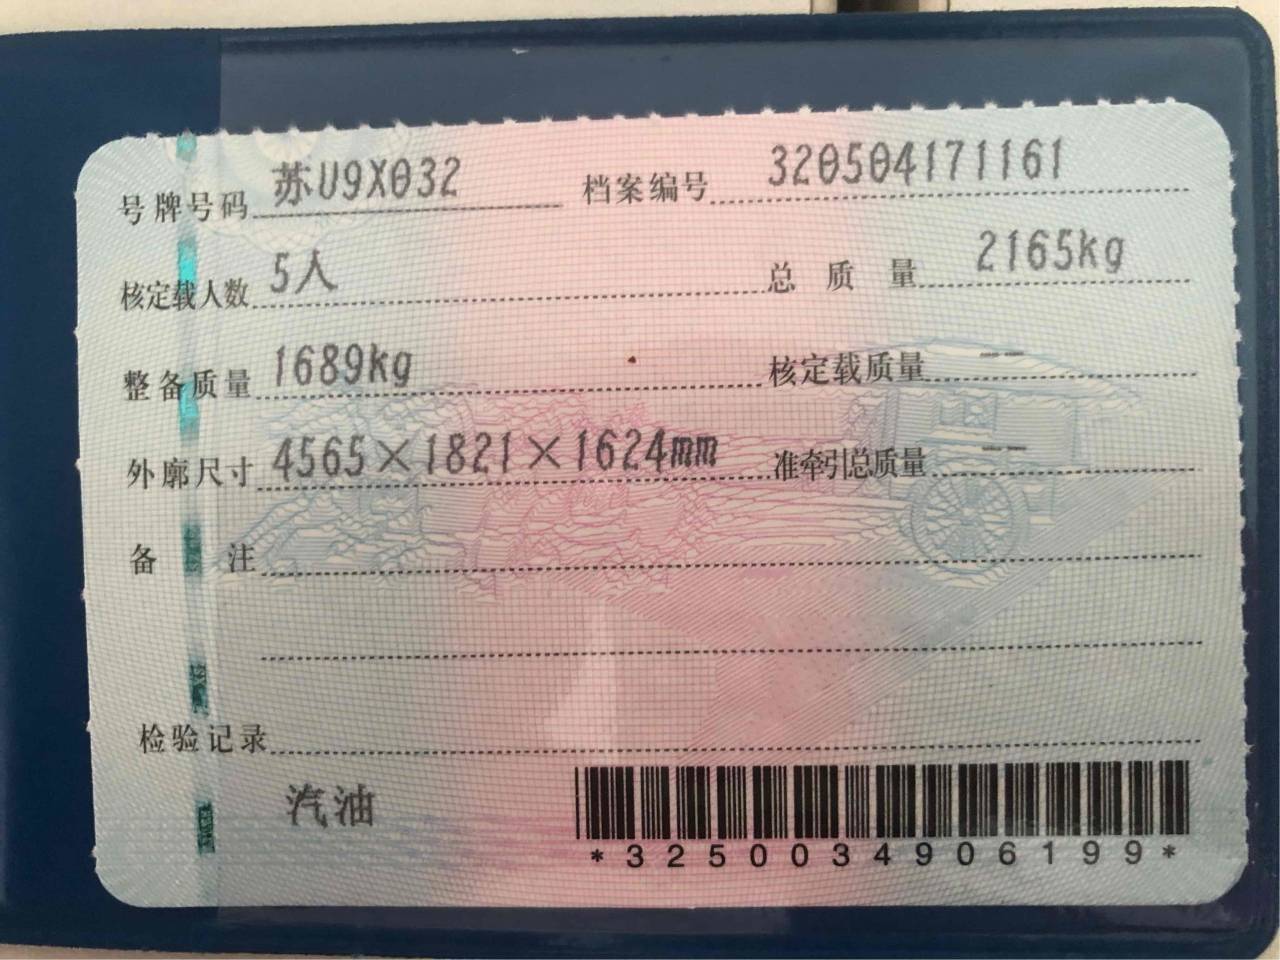 号牌号码 苏U9X032 档案编号 320504171161
核定载人数 5人 总质量 2165kg
整备质量 1689kg 核定载质量 --
外廓尺寸 4565×1821×1624mm 准牵引总质量 --
备注
检验记录
汽油
*3250034906199*